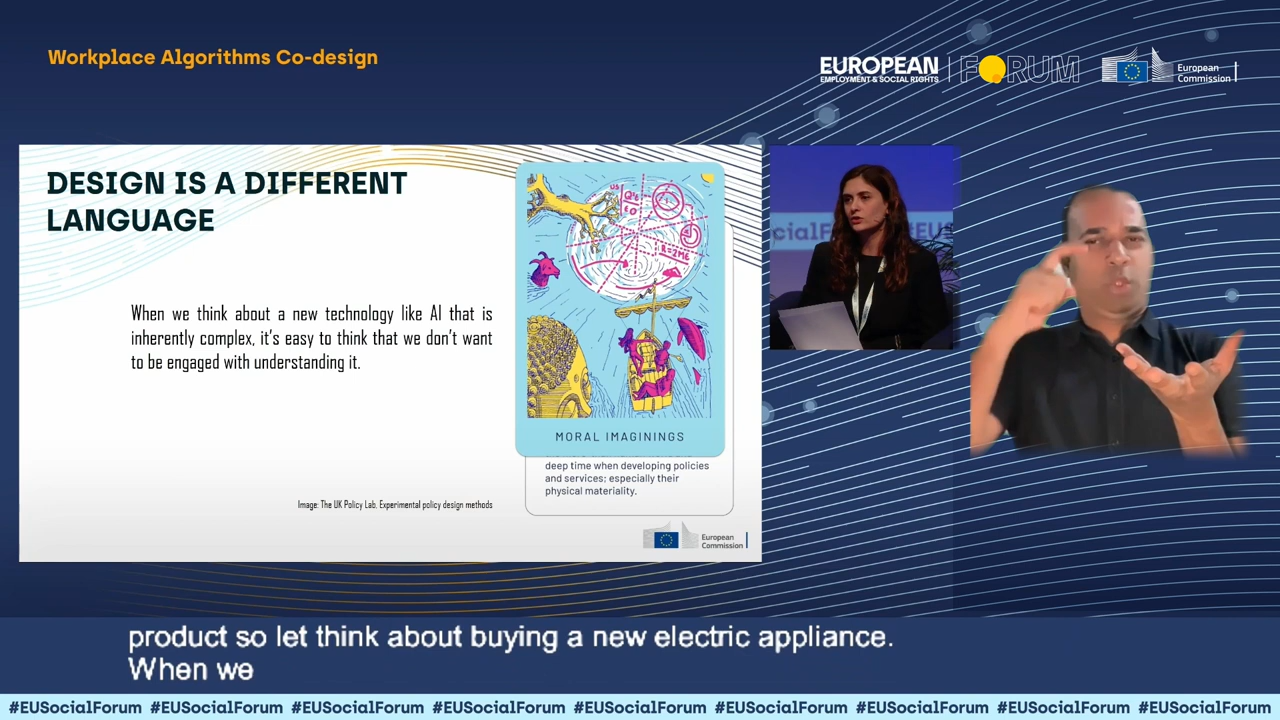 Workplace Algorithms Co-design
EUROPEAN
EMPLOYMENT & SOCIAL RIGHTS
FORUM
European
Commission
DESIGN IS A DIFFERENT
LANGUAGE
When we think about a new technology like AI that is
inherently complex, it's easy to think that we don't want
to be engaged with understanding it.
Image: The UK Policy Lab. Experimental policy design methods
MORAL IMAGININGS
deep time when developing policies
and services; especially their
physical materiality.
European
Commission
cialF
EU
product so let think about buying a new electric appliance.
When we
#EUSocialForum #EUSocialForum #EUSocialForum #EUSocialForum #EUSocialForum #EUSocialForum #EUSocialForum #EUSocialForum #EUSocialForum